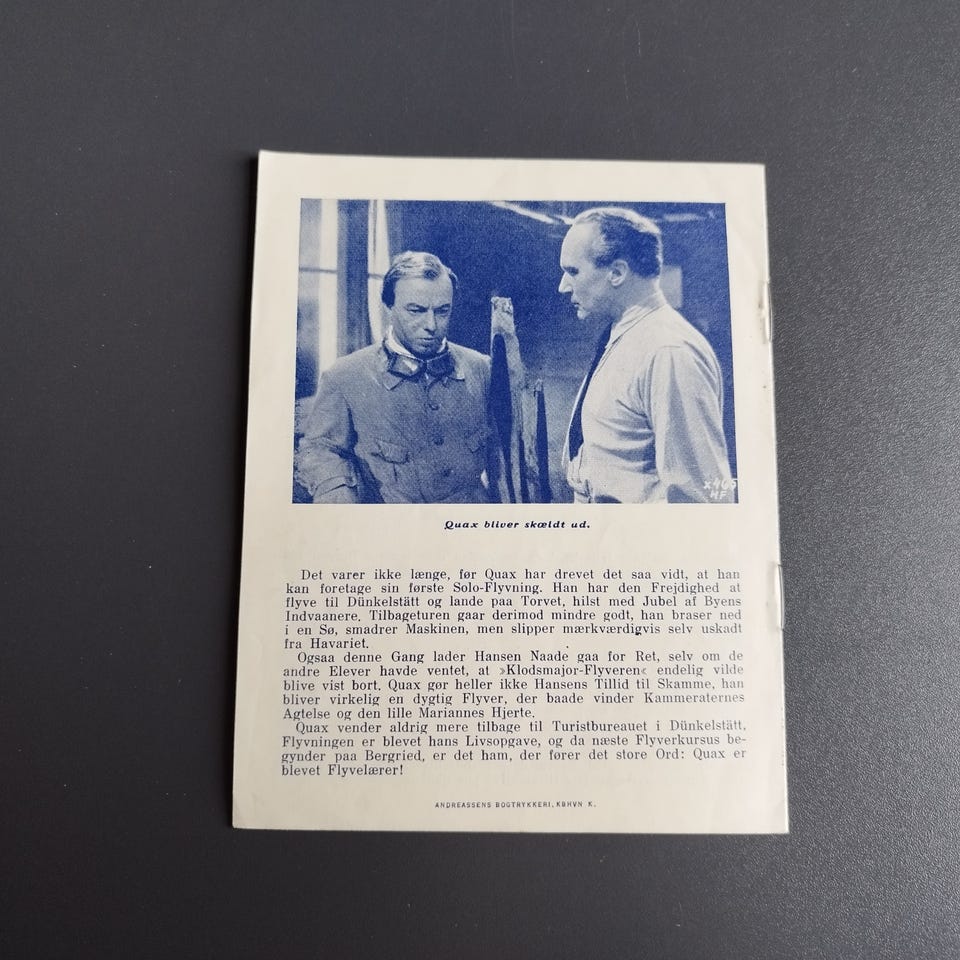 x465
HF
Quax bliver skældt ud.
Det varer ikke længe, før Quax har drevet det saa vidt, at han
kan foretage sin første Solo-Flyvning. Han har den Frejdighed at
flyve til Dünkelstätt og lande paa Torvet, hilst med Jubel af Byens
Indvaanere. Tilbageturen gaar derimod mindre godt, han braser ned
i en Sø, smadrer Maskinen, men slipper mærkværdigvis selv uskadt
fra Havariet.
Ogsaa denne Gang lader Hansen Naade gaa for Ret, selv om de
andre Elever havde ventet, at »Klodsmajor-Flyveren« endelig vilde
blive vist bort. Quax gør heller ikke Hansens Tillid til Skamme, han
bliver virkelig en dygtig Flyver, der baade vinder Kammeraternes
Agtelse og den lille Mariannes Hjerte.
Quax vender aldrig mere tilbage til Turistbureauet i Dünkelstätt,
Flyvningen er blevet hans Livsopgave, og da næste Flyverkursus be-
gynder paa Bergried, er det ham, der fører det store Ord: Quax er
blevet Flyvelærer!
ANDREASSENS BOGTRYKKERI, KBHVN K.